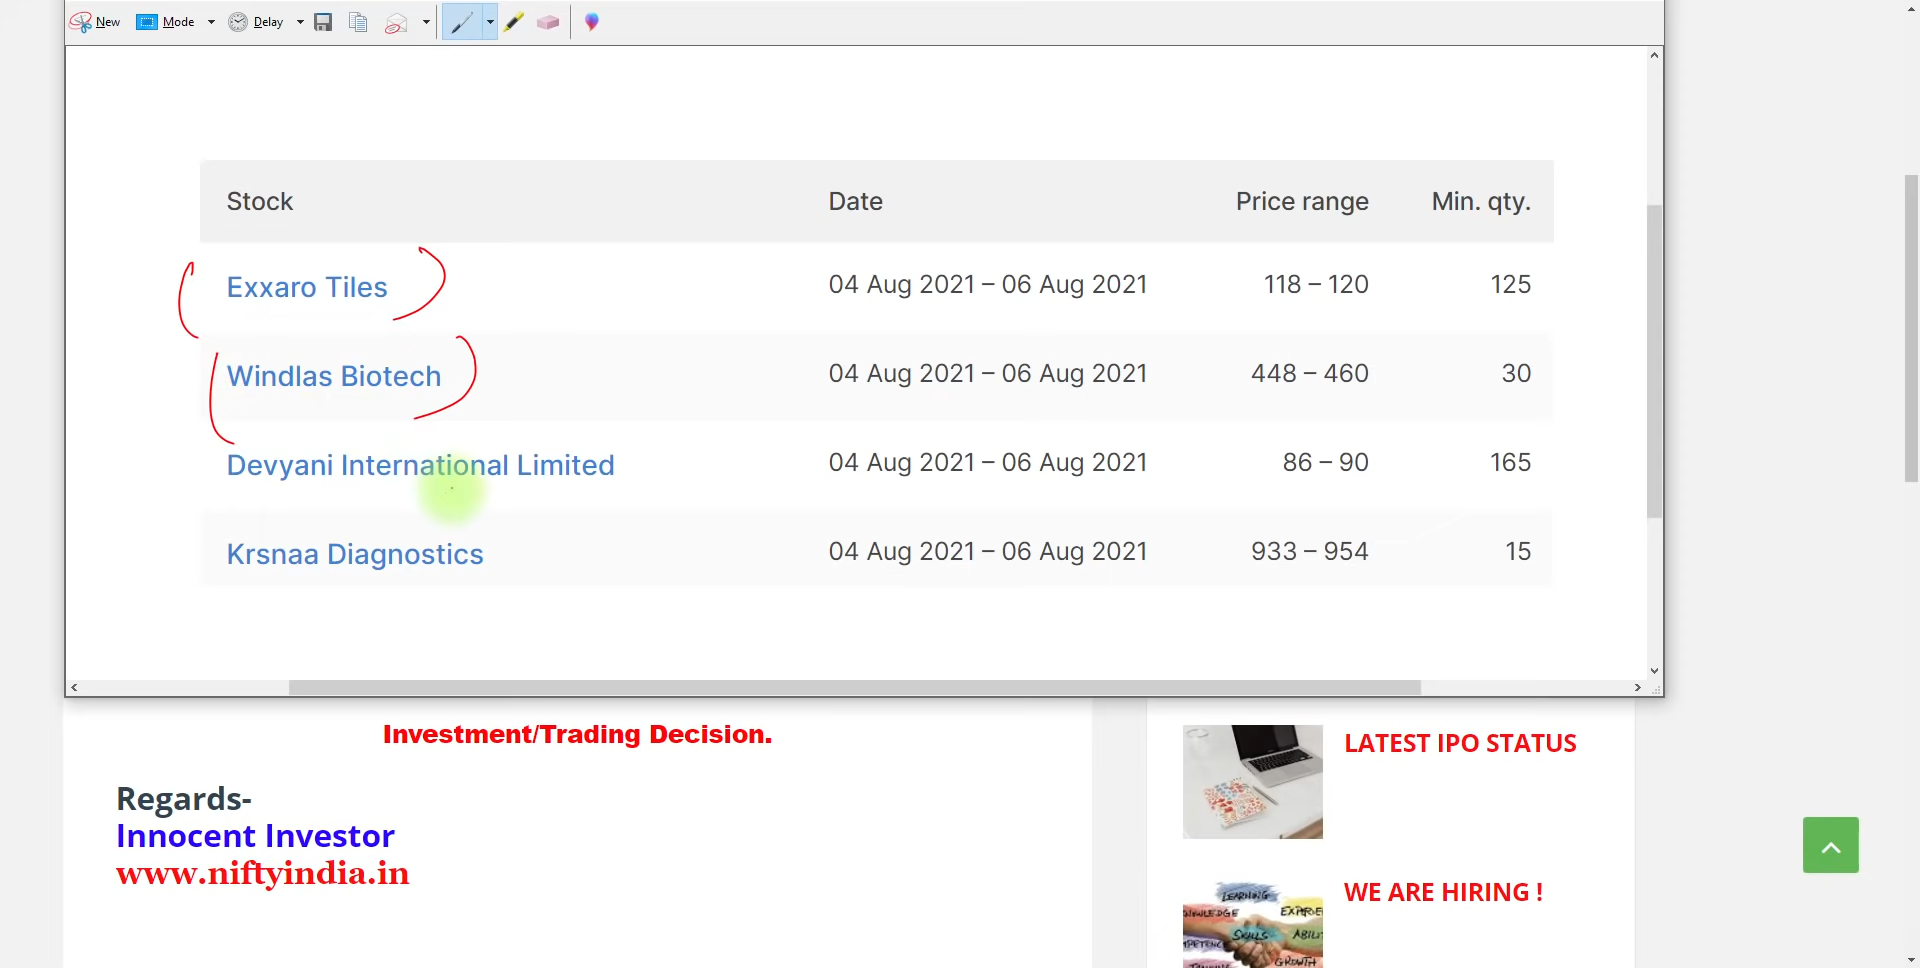 New Mode Delay
Stock Date Price range Min. qty.
Exxaro Tiles 04 Aug 2021 – 06 Aug 2021 118 – 120 125
Windlas Biotech 04 Aug 2021 – 06 Aug 2021 448 – 460 30
Devyani International Limited 04 Aug 2021 – 06 Aug 2021 86 – 90 165
Krsnaa Diagnostics 04 Aug 2021 – 06 Aug 2021 933 – 954 15
Investment/Trading Decision.
Regards-
Innocent Investor
www.niftyindia.in
LATEST IPO STATUS
WE ARE HIRING !
LEARNING
SKILLS
GROWTH